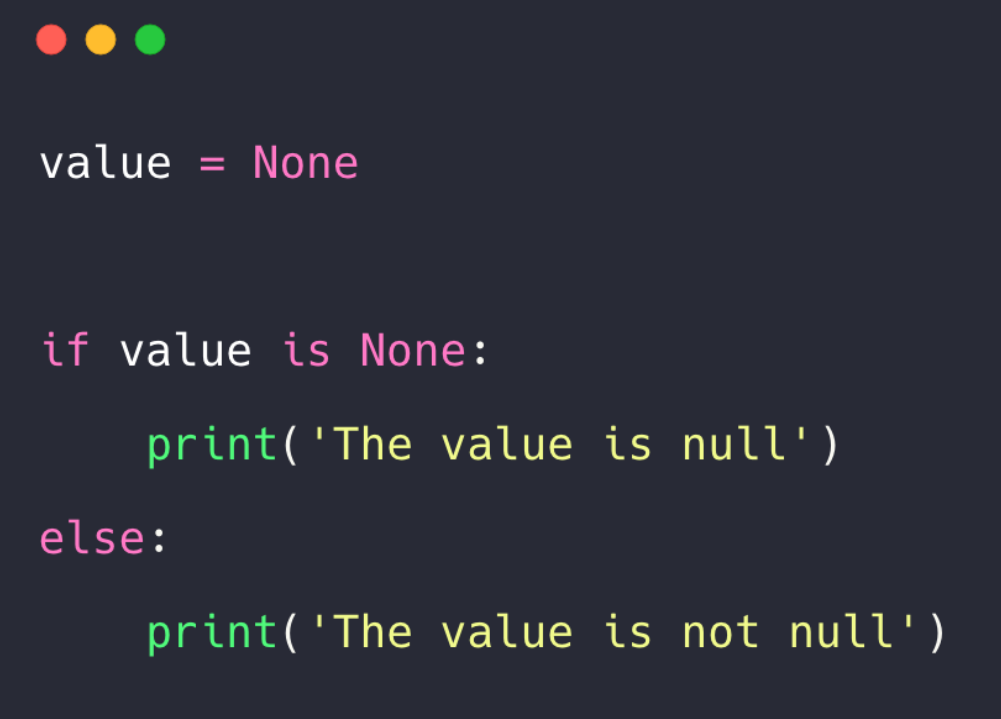 value = None
if value is None:
    print('The value is null')
else:
    print('The value is not null')